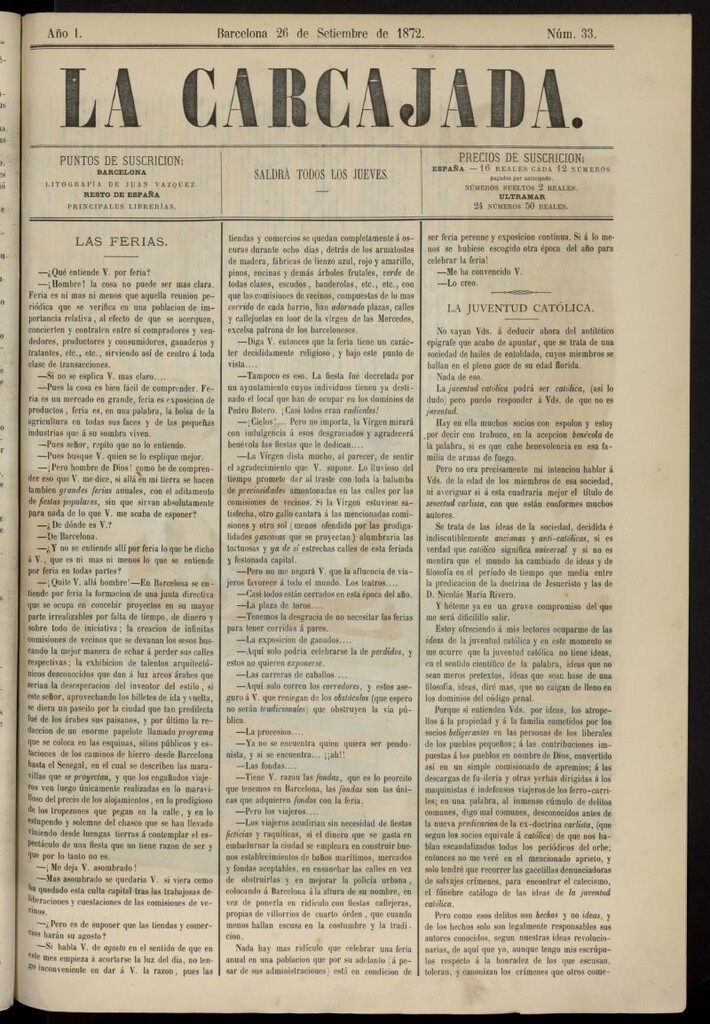 Año I.
Barcelona 26 de Setiembre de 1872.
Núm. 33.
LA CARCAJADA.
PUNTOS DE SUSCRICION:
BARCELONA
LITOGRAFÍA DE JUAN VAZQUEZ.
RESTO DE ESPAÑA
PRINCIPALES LIBRERÍAS.
SALDRÁ TODOS LOS JUEVES.
PRECIOS DE SUSCRICION:
ESPAÑA — 16 REALES CADA 12 NÚMEROS
pagados por anticipado.
NÚMEROS SUELTOS 2 REALES.
ULTRAMAR
24 NÚMEROS 50 REALES.
LAS FERIAS.
—¿Qué entiende V. por feria?
—¡Hombre! la cosa no puede ser mas clara.
Feria es ni mas ni menos que aquella reunion pe-
riódica que se verifica en una poblacion de im-
portancia relativa, al efecto de que se acerquen,
concierten y contraten entre sí compradores y ven-
dedores, productores y consumidores, ganaderos y
tratantes, etc., etc., sirviendo así de centro á toda
clase de transacciones.
—Si no se esplica V. mas claro....
—Pues la cosa es bien fácil de comprender. Fe-
ria es un mercado en grande, feria es exposicion de
productos, feria es, en una palabra, la bolsa de la
agricultura en todas sus faces y de las pequeñas
industrias que á su sombra viven.
—Pues señor, repito que no lo entiendo.
—Pues busque V. quien se lo esplique mejor.
—¡Pero hombre de Dios! ¿como he de compren-
der eso que V. me dice, si allá en mi tierra se hacen
tambien grandes ferias anuales, con el aditamento
de fiestas populares, sin que sirvan absolutamente
para nada de lo que V. me acaba de esponer?
—¿De dónde es V.?
—De Barcelona.
—¿Y no se entiende allí por feria lo que he dicho
á V., que es ni mas ni menos lo que se entiende
por feria en todas partes?
—¡Quite V. allá hombre!—En Barcelona se en-
tiende por feria la formacion de una junta directiva
que se ocupa en concebir proyectos en su mayor
parte irrealizables por falta de tiempo, de dinero y
sobre todo de iniciativa; la creacion de infinitas
comisiones de vecinos que se devanan los sesos bus-
cando la mejor manera de echar á perder sus calles
respectivas; la exhibicion de talentos arquitectó-
nicos desconocidos que dan á luz arcos árabes que
serian la desesperacion del inventor del estilo, si
este señor, aprovechando los billetes de ida y vuelta,
se diera un paseito por la ciudad que tan predilecta
fué de los árabes sus paisanos, y por último la re-
daccion de un enorme papelote llamado programa
que se coloca en las esquinas, sitios públicos y es-
taciones de los caminos de hierro desde Barcelona
hasta el Senegal, en el cual se describen las mara-
villas que se proyectan, y que los engañados viaje-
ros ven luego únicamente realizadas en lo maravi-
lloso del precio de los alojamientos, en lo prodigioso
de los tropezones que pegan en la calle, y en lo
estupendo y solemne del chasco que se han llevado
viniendo desde luengas tierras á contemplar el es-
pectáculo de una fiesta que no tiene razon de ser y
que por lo tanto no es.
—¡Me deja V. asombrado!
—Mas asombrado se quedaria V. si viera como
ha quedado esta culta capital tras las trabajosas de-
liberaciones y cuestaciones de las comisiones de ve-
cinos.
—¿Pero es de suponer que las tiendas y comer-
cios harán su agosto?
—Si habla V. de agosto en el sentido de que en
este mes empieza á acortarse la luz del dia, no ten-
go inconveniente en dar á V. la razon, pues las
tiendas y comercios se quedan completamente á os-
curas durante ocho dias, detrás de los armatostes
de madera, fábricas de lienzo azul, rojo y amarillo,
pinos, encinas y demás árboles frutales, verde de
todas clases, escudos, banderolas, etc., etc., con
que las comisiones de vecinos, compuestas de lo mas
cerrido de cada barrio, han adornado plazas, calles
y callejuelas en loor de la vírgen de las Mercedes,
excelsa patrona de los barceloneses.
—Diga V. entonces que la feria tiene un carác-
ter decididamente religioso, y bajo este punto de
vista....
—Tampoco es eso. La fiesta fué decretada por
un ayuntamiento cuyos individuos tienen ya desti-
nado el local que han de ocupar en los dominios de
Pedro Botero. ¡Casi todos eran radicales!
—¡Cielos!... Pero no importa, la Vírgen mirará
con indulgencia á esos desgraciados y agradecerá
benévola las fiestas que le dedican....
—La Vírgen dista mucho, al parecer, de sentir
el agradecimiento que V. supone. Lo lluvioso del
tiempo promete dar al traste con toda la balumba
de preciosidades amontonadas en las calles por las
comisiones de vecinos. Si la Vírgen estuviese sa-
tisfecha, otro gallo cantára á las mencionadas comi-
siones y otro sol (menos ofendido por las prodiga-
lidades gaseosas que se proyectan) alumbraria las
tortuosas y ya de sí estrechas calles de esta feriada
y festonada capital.
—Pero no me negará V. que la afluencia de via-
jeros favorece á todo el mundo. Los teatros....
—Casi todos están cerrados en esta época del año.
—La plaza de toros....
—Tenemos la desgracia de no necesitar las ferias
para tener corridas á pares.
—La exposicion de ganados....
—Aquí solo podria celebrarse la de perdidos, y
estos no quieren exponerse.
—Las carreras de caballos....
—Aquí solo corren los corredores, y estos ase-
guro á V. que reniegan de los obstáculos (que espero
no serán tradicionales) que obstruyen la via pú-
blica.
—La procesion....
—Ya no se encuentra quien quiera ser pendo-
nista, y si se encuentra... ¡¡ah!!
—Las fondas....
—Tiene V. razon las fondas, que es lo peorcito
que tenemos en Barcelona, las fondas son las úni-
cas que adquieren fondos con la feria.
—Pero los viajeros....
—Los viajeros acudirian sin necesidad de fiestas
ficticias y raquíticas, si el dinero que se gasta en
embadurnar la ciudad se empleara en construir bue-
nos establecimientos de baños marítimos, mercados
y fondas aceptables, en ensanchar las calles en vez
de obstruirlas y en mejorar la policía urbana,
colocando á Barcelona á la altura de su nombre, en
vez de ponerla en ridículo con fiestas callejeras,
propias de villorrios de cuarto órden, que cuando
menos hallan escusa en la costumbre y la tradi-
cion.
Nada hay mas ridículo que celebrar una feria
anual en una poblacion que por su adelanto (á pe-
sar de sus administraciones) está en condicion de
ser feria perenne y exposicion contínua. Si á lo me-
nos se hubiese escogido otra época del año para
celebrar la feria!
—Me ha convencido V.
—Lo creo.
LA JUVENTUD CATÓLICA.
No vayan Vds. á deducir ahora del antitético
epígrafe que acabo de apuntar, que se trata de una
sociedad de bailes de entoldado, cuyos miembros se
hallan en el pleno goce de su edad florida.
Nada de eso.
La juventud católica podrá ser católica, (así lo
dudo) pero puedo responder á Vds. de que no es
juventud.
Hay en ella muchos socios con espolon y estoy
por decir con trabuco, en la acepcion benévola de
la palabra, si es que cabe benevolencia en esa fa-
milia de armas de fuego.
Pero no era precisamente mi intencion hablar á
Vds. de la edad de los miembros de esa sociedad,
ni averiguar si á esta cuadraria mejor el título de
senectud carlista, con que están conformes muchos
autores.
Se trata de las ideas de la sociedad, decidida é
indiscutiblemente ancianas y anti-católicas, si es
verdad que católico significa universal y si no es
mentira que el mundo ha cambiado de ideas y de
filosofía en el período de tiempo que media entre
la predicacion de la doctrina de Jesucristo y las de
D. Nicolás María Rivero.
Y héteme ya en un grave compromiso del que
me será dificilillo salir.
Estoy ofreciendo á mis lectores ocuparme de las
ideas de la juventud católica y en este momento se
me ocurre que la juventud católica no tiene ideas,
en el sentido científico de la palabra, ideas que no
sean meros pretextos, ideas que sean base de una
filosofía, ideas, diré mas, que no caigan de lleno en
los dominios del código penal.
Porque si entienden Vds. por ideas, los atrope-
llos á la propiedad y á la familia cometidos por los
socios beligerantes en las personas de los liberales
de los pueblos pequeños; á las contribuciones im-
puestas á los pueblos en nombre de Dios, convertido
así en un simple comisionado de apremios; á las
descargas de fusilería y otras yerbas dirigidas á los
maquinistas é indefensos viajeros de los ferro-carri-
les; en una palabra, al inmenso cúmulo de delitos
comunes, digo mal comunes, desconocidos antes de
la nueva predicacion de la ex-doctrina carlista, (que
segun los socios equivale á católica) de que nos ha-
blan escandalizados todos los periódicos del orbe;
entonces no me veré en el mencionado aprieto, y
solo tendré que recorrer las gacetillas denunciadoras
de salvajes crímenes, para encontrar el catecismo,
el fúnebre catálogo de las ideas de la juventud
católica.
Pero como esos delitos son hechos y no ideas, y
de los hechos solo son legalmente responsables sus
autores conocidos, segun nuestras ideas revolucio-
narias, de aquí que yo, aunque tengo mis escrúpu-
los respecto á la honradez de los que escusan,
toleran, y canonizan los crímenes que otros come-